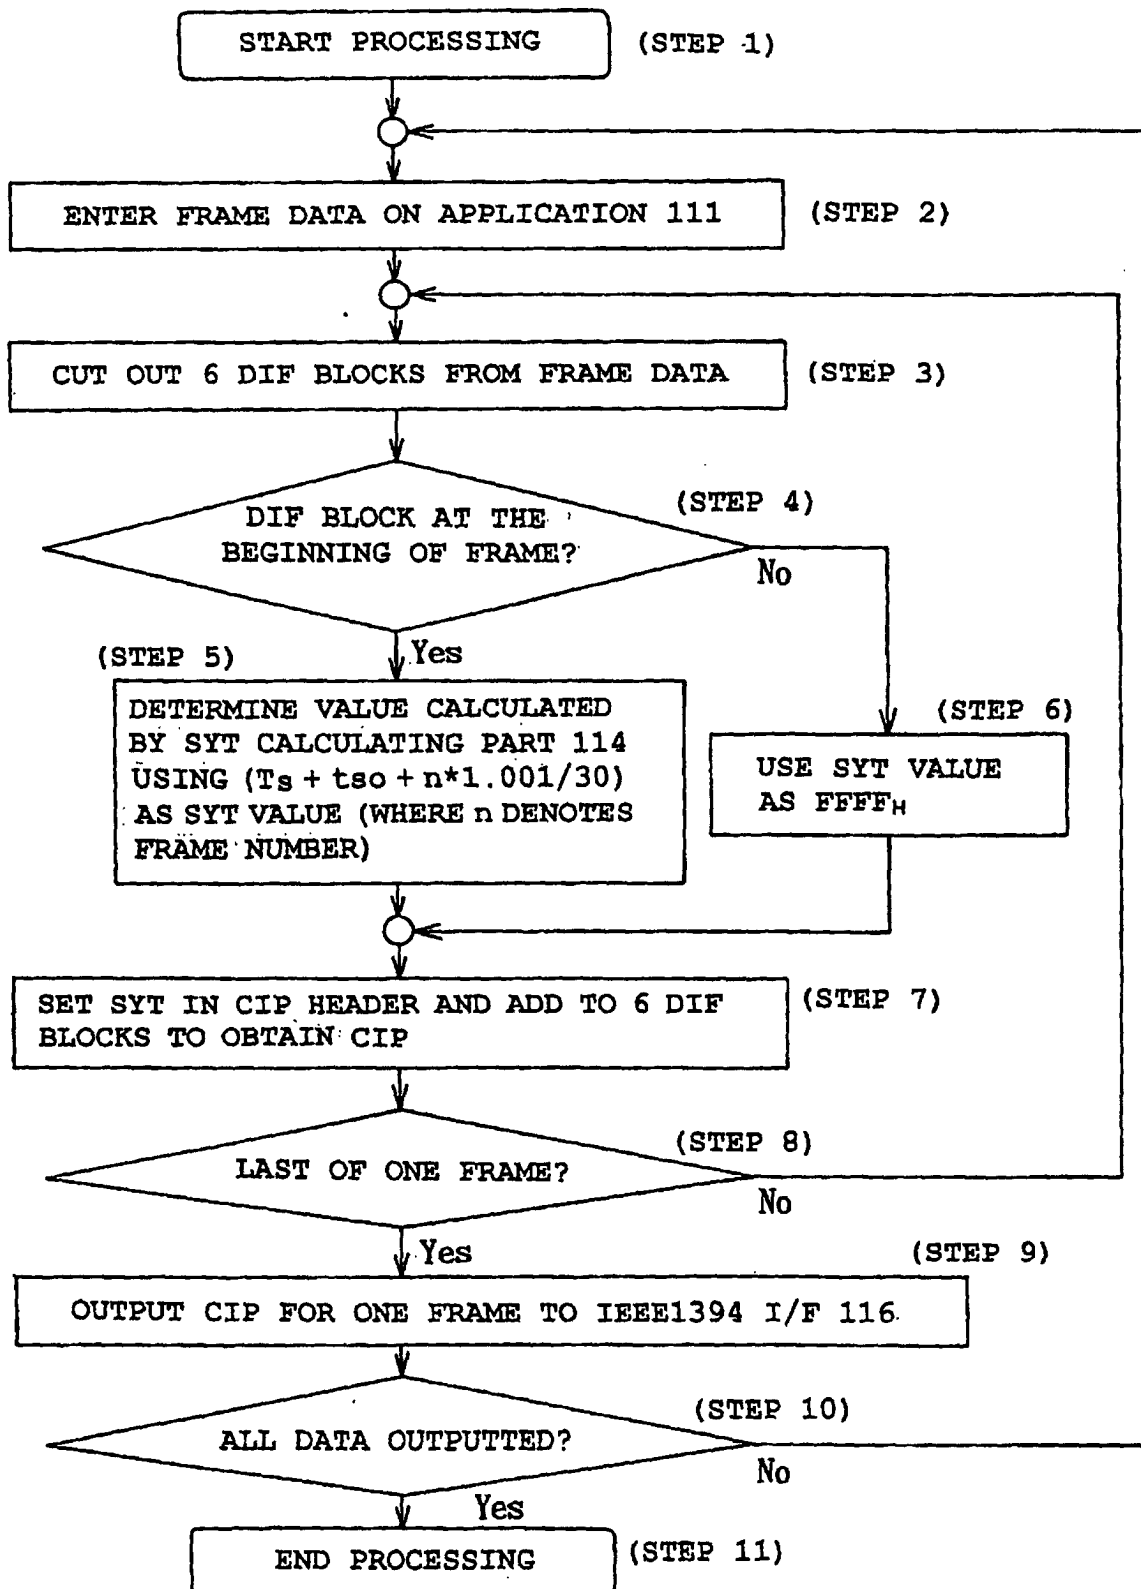 START PROCESSING
(STEP 1)
ENTER FRAME DATA ON APPLICATION 111
(STEP 2)
CUT OUT 6 DIF BLOCKS FROM FRAME DATA
(STEP 3)
(STEP 4)
DIF BLOCK AT THE
BEGINNING OF FRAME?
No
Yes
(STEP 5)
DETERMINE VALUE CALCULATED
BY SYT CALCULATING PART 114
USING (Ts + tso + n*1.001/30)
AS SYT VALUE (WHERE n DENOTES
FRAME NUMBER)
(STEP 6)
USE SYT VALUE
AS FFFFH
SET SYT IN CIP HEADER AND ADD TO 6 DIF
BLOCKS TO OBTAIN CIP
(STEP 7)
(STEP 8)
LAST OF ONE FRAME?
No
Yes
(STEP 9)
OUTPUT CIP FOR ONE FRAME TO IEEE1394 I/F 116
(STEP 10)
ALL DATA OUTPUTTED?
No
Yes
END PROCESSING
(STEP 11)